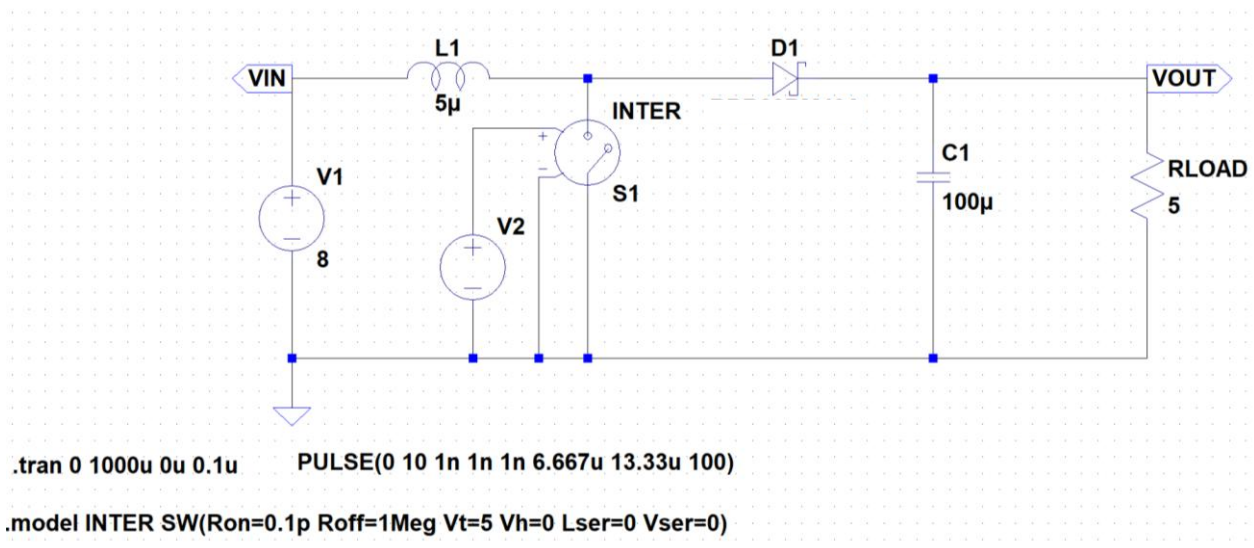 L1
D1
VIN
VOUT
5µ
INTER
V1
S1
C1
RLOAD
V2
100µ
5
8
.tran 0 1000u 0u 0.1u
PULSE(0 10 1n 1n 1n 6.667u 13.33u 100)
.model INTER SW(Ron=0.1p Roff=1Meg Vt=5 Vh=0 Lser=0 Vser=0)